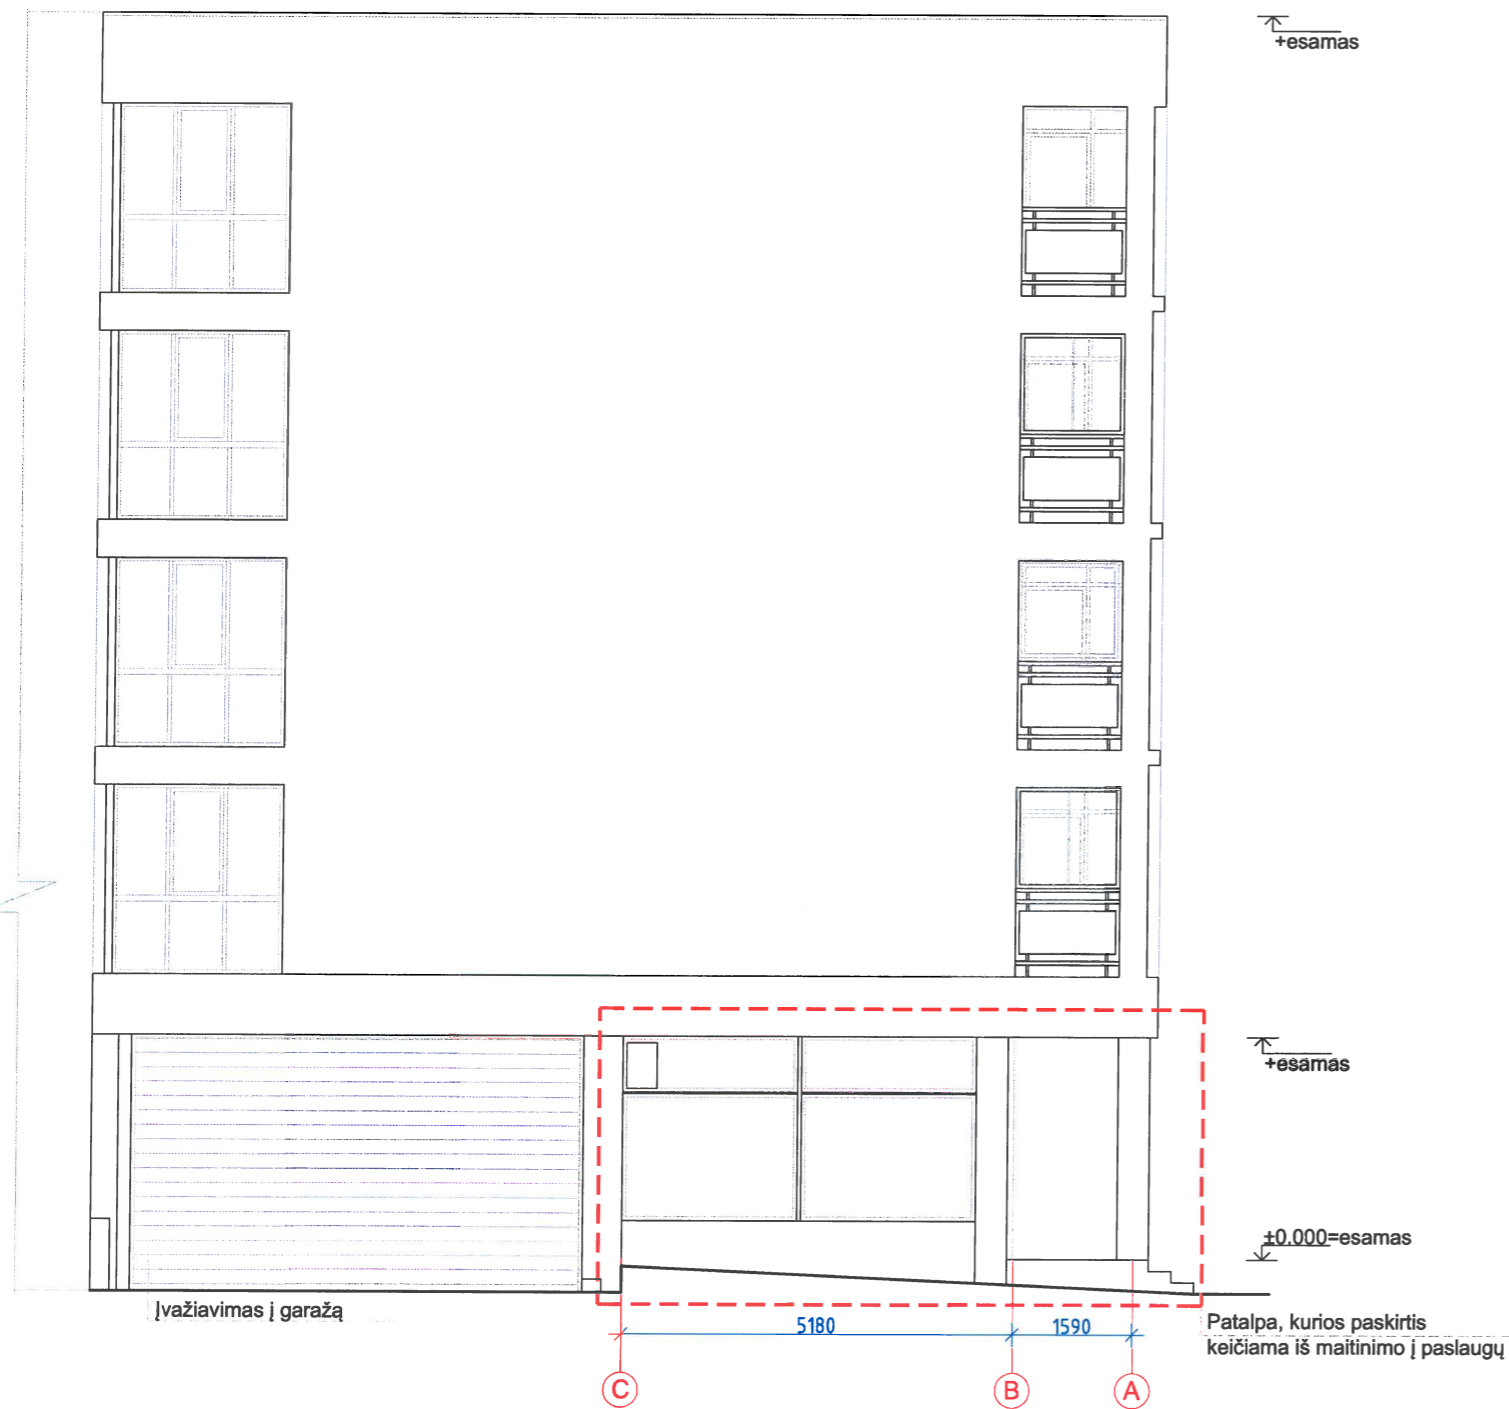 +esamas
+esamas
±0.000=esamas
Įvažiavimas į garažą
5180
1590
Patalpa, kurios paskirtis
keičiama iš maitinimo į paslaugų
C
B
A